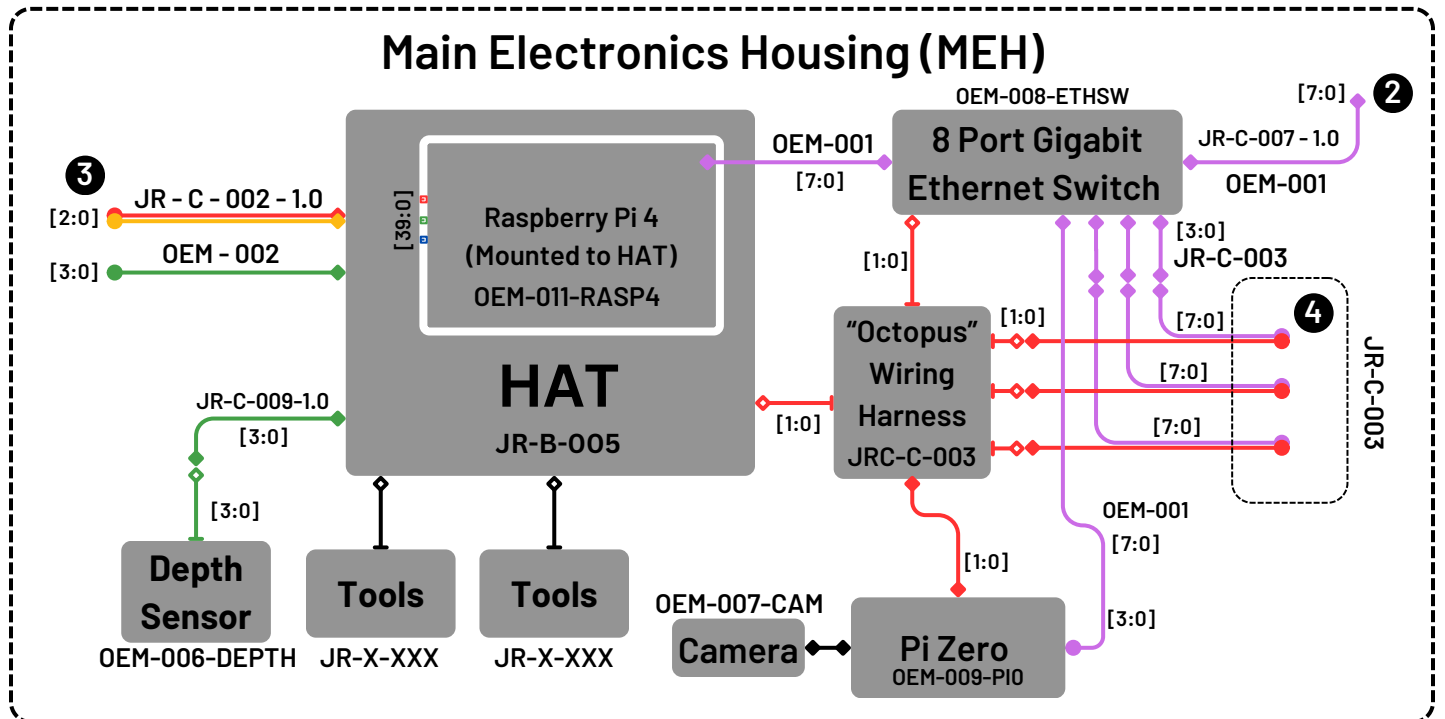 Main Electronics Housing (MEH)
OEM-008-ETHSW
8 Port Gigabit
Ethernet Switch
[7:0]
2
JR-C-007 - 1.0
OEM-001
OEM-001
[7:0]
3
JR - C - 002 - 1.0
[2:0]
OEM - 002
[3:0]
[39:0]
Raspberry Pi 4
(Mounted to HAT)
OEM-011-RASP4
HAT
JR-B-005
[3:0]
JR-C-003
[1:0]
"Octopus"
Wiring
Harness
JRC-C-003
[1:0]
[1:0]
4
[7:0]
[7:0]
[7:0]
JR-C-003
JR-C-009-1.0
[3:0]
[3:0]
Depth
Sensor
OEM-006-DEPTH
Tools
JR-X-XXX
Tools
JR-X-XXX
OEM-001
[7:0]
[1:0]
[3:0]
OEM-007-CAM
Camera
Pi Zero
OEM-009-PI0